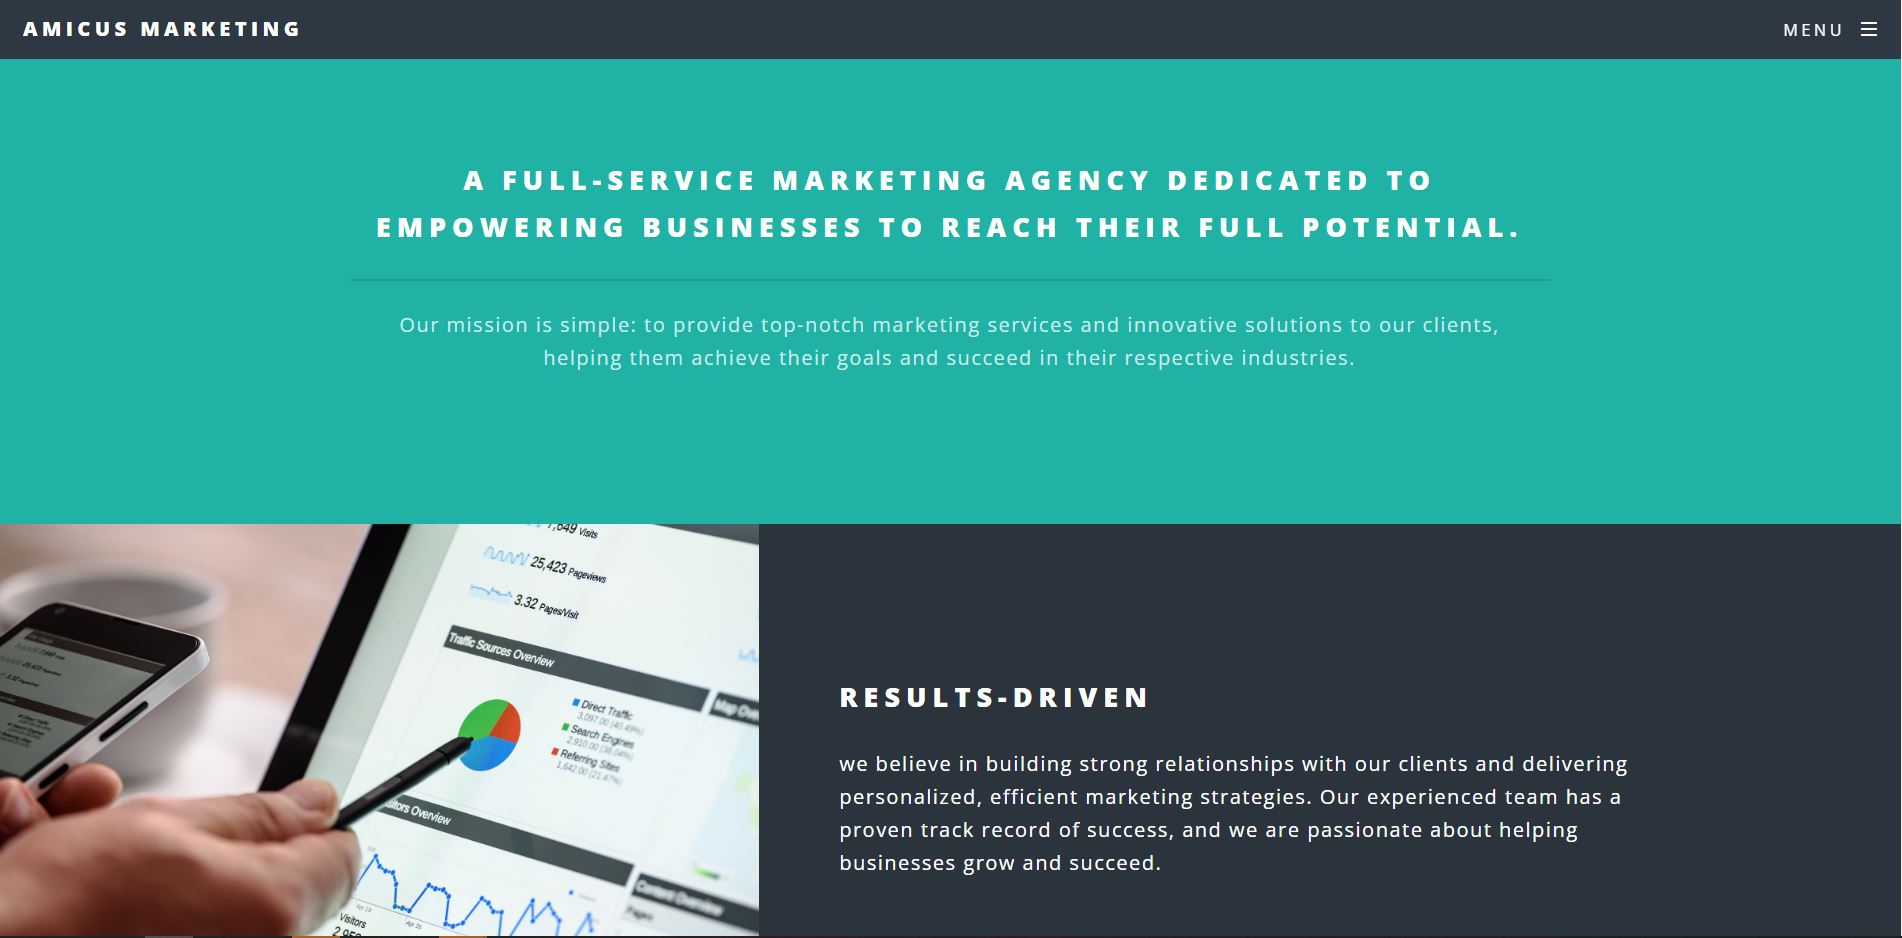 AMICUS MARKETING
MENU
A FULL-SERVICE MARKETING AGENCY DEDICATED TO
EMPOWERING BUSINESSES TO REACH THEIR FULL POTENTIAL.
Our mission is simple: to provide top-notch marketing services and innovative solutions to our clients,
helping them achieve their goals and succeed in their respective industries.
7,649 Visits
25,423 Pageviews
3.32 Pages/Visit
Traffic Sources Overview
Map
Direct Traffic
3,097.00 (40.49%)
Search Engines
2,910.00 (38.04%)
Referring Sites
1,642.00 (21.47%)
Overview
Content Overview
Pages
Visitors
RESULTS-DRIVEN
we believe in building strong relationships with our clients and delivering
personalized, efficient marketing strategies. Our experienced team has a
proven track record of success, and we are passionate about helping
businesses grow and succeed.